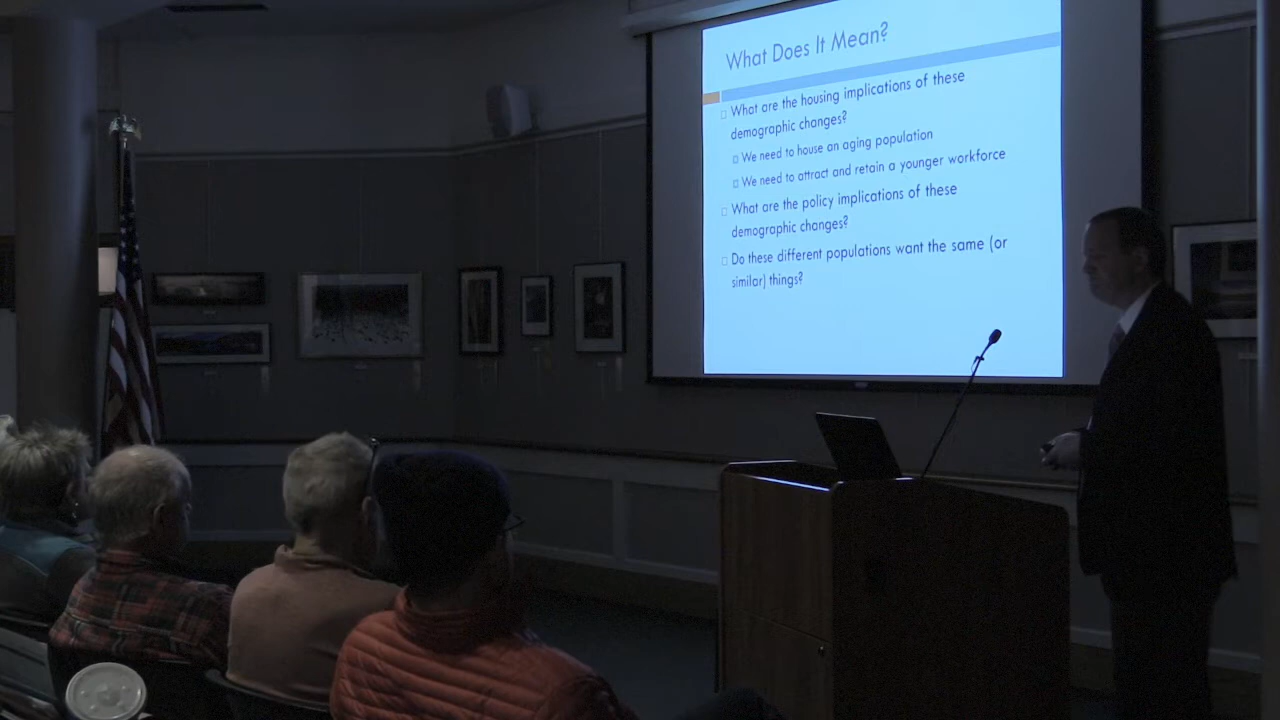 What Does It Mean?
What are the housing implications of these
demographic changes?
We need to house an aging population
We need to attract and retain a younger workforce
What are the policy implications of these
demographic changes?
Do these different populations want the same (or
similar) things?